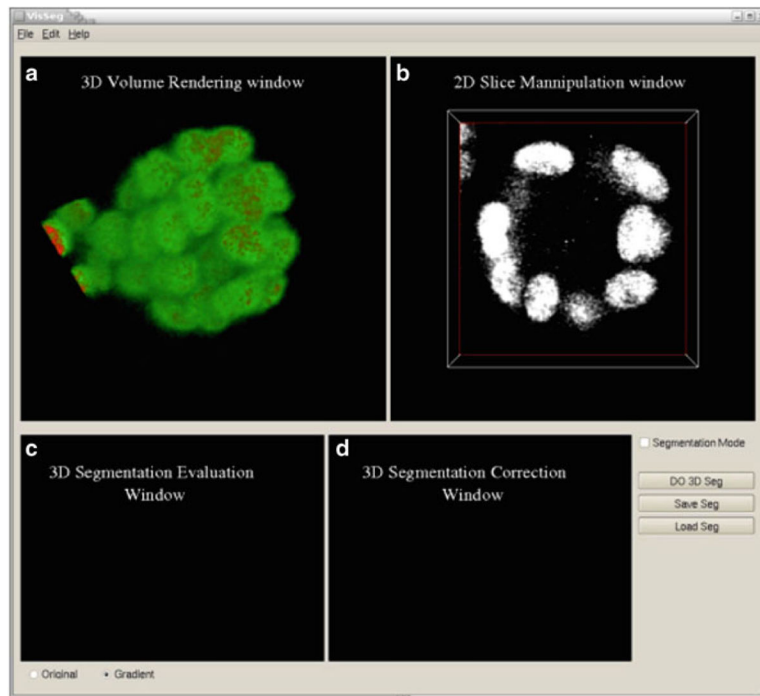 VisSeg
File Edit Help
a
3D Volume Rendering window
b
2D Slice Mannipulation window
c
3D Segmentation Evaluation
Window
d
3D Segmentation Correction
Window
Segmentation Mode
DO 3D Seg
Save Seg
Load Seg
Original Gradient